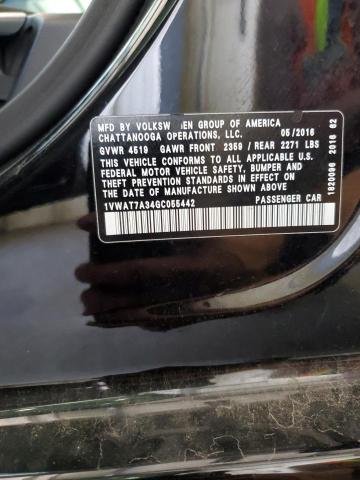 MFD BY VOLKSW EN GROUP OF AMERICA
CHATTANOOGA OPERATIONS, LLC. 05/2016
GVWR 4519 GAWR FRONT 2359 / REAR 2271 LBS
THIS VEHICLE CONFORMS TO ALL APPLICABLE U.S.
FEDERAL MOTOR VEHICLE SAFETY, BUMPER AND
THEFT PREVENTION STANDARDS IN EFFECT ON
THE DATE OF MANUFACTURE SHOWN ABOVE
1VWAT7A34GC055442 PASSENGER CAR
1820096 2016 02